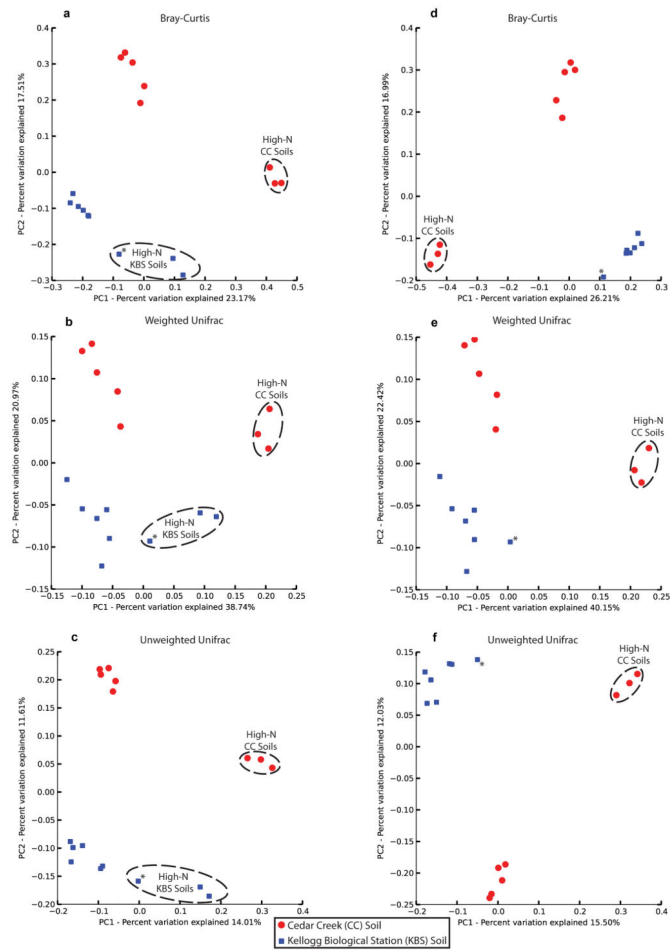 a Bray-Curtis
0.4
0.3
0.2
0.1
0.0
−0.1
−0.2
−0.3
PC2 - Percent variation explained 17.51%
High-N
CC Soils
High-N *
KBS Soils
−0.3 −0.2 −0.1 0.0 0.1 0.2 0.3 0.4 0.5
PC1 - Percent variation explained 23.17%
d Bray-Curtis
0.4
0.3
0.2
0.1
0.0
−0.1
−0.2
PC2 - Percent variation explained 16.99%
High-N
CC Soils
*
−0.5 −0.4 −0.3 −0.2 −0.1 0.0 0.1 0.2 0.3
PC1 - Percent variation explained 26.21%
b Weighted Unifrac
0.15
0.10
0.05
0.00
−0.05
−0.10
−0.15
PC2 - Percent variation explained 20.97%
High-N
CC Soils
High-N
* KBS Soils
−0.15 −0.10 −0.05 0.00 0.05 0.10 0.15 0.20 0.25
PC1 - Percent variation explained 38.74%
e Weighted Unifrac
0.15
0.10
0.05
0.00
−0.05
−0.10
−0.15
PC2 - Percent variation explained 22.42%
High-N
CC Soils
*
−0.15 −0.10 −0.05 0.00 0.05 0.10 0.15 0.20 0.25
PC1 - Percent variation explained 40.15%
c Unweighted Unifrac
0.25
0.20
0.15
0.10
0.05
0.00
−0.05
−0.10
−0.15
−0.20
PC2 - Percent variation explained 11.61%
High-N
CC Soils
* High-N
KBS Soils
−0.2 −0.1 0.0 0.1 0.2 0.3 0.4
PC1 - Percent variation explained 14.01%
f Unweighted Unifrac
0.20
0.15
0.10
0.05
0.00
−0.05
−0.10
−0.15
−0.20
−0.25
PC2 - Percent variation explained 12.03%
High-N
CC Soils
*
−0.2 −0.1 0.0 0.1 0.2 0.3 0.4
PC1 - Percent variation explained 15.50%
Cedar Creek (CC) Soil
Kellogg Biological Station (KBS) Soil